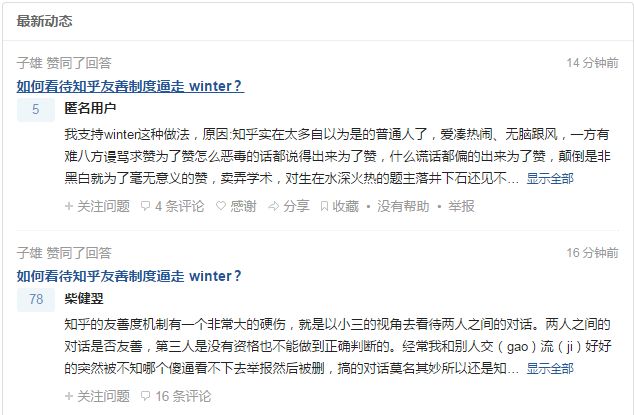 最新动态
子雄 赞同了回答 14 分钟前
如何看待知乎友善制度逼走 winter？
5 匿名用户
我支持winter这种做法，原因:知乎实在太多自以为是的普通人了，爱凑热闹、无脑跟风，一方有
难八方谩骂求赞为了赞怎么恶毒的话都说得出来为了赞，什么谎话都偏的出来为了赞，颠倒是非
黑白就为了毫无意义的赞，卖弄学术，对生在水深火热的题主落井下石还见不... 显示全部
+ 关注问题 4 条评论 感谢 分享 收藏 • 没有帮助 • 举报
子雄 赞同了回答 16 分钟前
如何看待知乎友善制度逼走 winter？
78 柴健翌
知乎的友善度机制有一个非常大的硬伤，就是以小三的视角去看待两人之间的对话。两人之间的
对话是否友善，第三人是没有资格也不能做到正确判断的。经常我和别人交（gao）流（ji）好好
的突然被不知哪个傻逼看不下去举报然后被删，搞的对话莫名其妙所以还是知... 显示全部
+ 关注问题 16 条评论